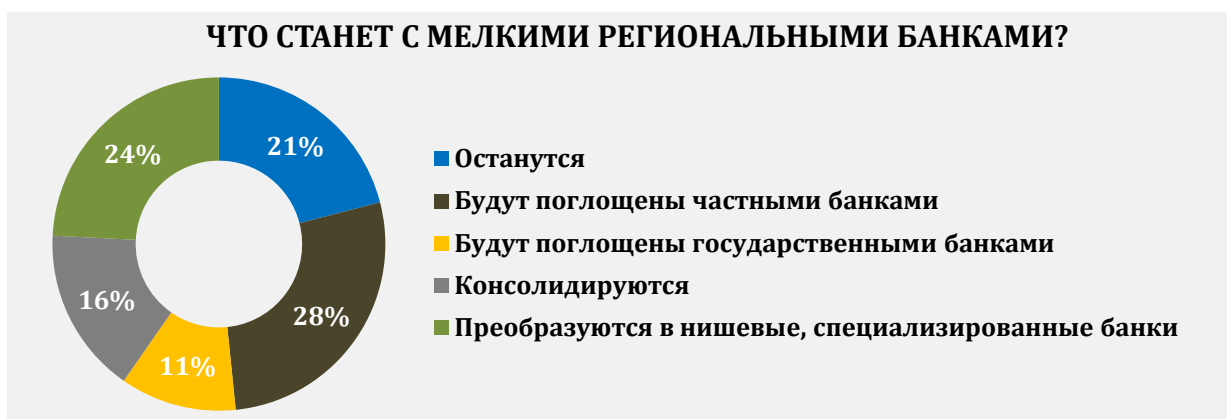 ЧТО СТАНЕТ С МЕЛКИМИ РЕГИОНАЛЬНЫМИ БАНКАМИ?
21%
28%
11%
16%
24%
Останутся
Будут поглощены частными банками
Будут поглощены государственными банками
Консолидируются
Преобразуются в нишевые, специализированные банки